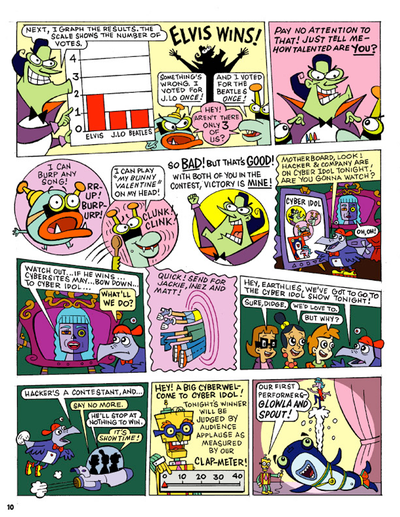 NEXT, I GRAPH THE RESULTS. THE
SCALE SHOWS THE NUMBER OF
VOTES.
4
3
2
1
0
ELVIS J.LO BEATLES
ELVIS WINS!
SOMETHING'S
WRONG. I
VOTED FOR
J.LO ONCE!
AND I VOTED
FOR THE
BEATLES
ONCE!
HEY!
AREN'T THERE
ONLY 3
OF
US?
PAY NO ATTENTION TO
THAT! JUST TELL ME—
HOW TALENTED ARE YOU?
I CAN
BURP ANY
SONG!
RR-
UP!
BURP-
URP!
I CAN PLAY
"MY BUNNY
VALENTINE"
ON MY HEAD!
CLUNK,
CLINK!
SO BAD! BUT THAT'S GOOD!
WITH BOTH OF YOU IN THE
CONTEST, VICTORY IS MINE!
MOTHERBOARD, LOOK!
HACKER & COMPANY ARE
ON CYBER IDOL TONIGHT!
ARE YOU GONNA WATCH?
CYBER IDOL
OH, OH!
WATCH OUT...IF HE WINS...
CYBERSITES MAY...BOW DOWN...
TO CYBER IDOL...
WHAT'LL
WE DO?
QUICK! SEND FOR
JACKIE, INEZ AND
MATT!
HEY, EARTHLIES, WE'VE GOT TO GO TO
THE CYBER IDOL SHOW TONIGHT!
SURE, DIDGE.
WE'D LOVE TO.
BUT WHY?
HACKER'S A CONTESTANT, AND...
SAY NO MORE.
HE'LL STOP AT
NOTHING TO WIN.
IT'S
SHOWTIME!
HEY! A BIG CYBERWEL-
COME TO CYBER IDOL!
TONIGHT'S WINNER
WILL BE
JUDGED BY
AUDIENCE
APPLAUSE AS
MEASURED
BY OUR
CLAP-METER!
0 10 20 30 40
OUR FIRST
PERFORMERS—
GLOWLA AND
SPOUT!
10